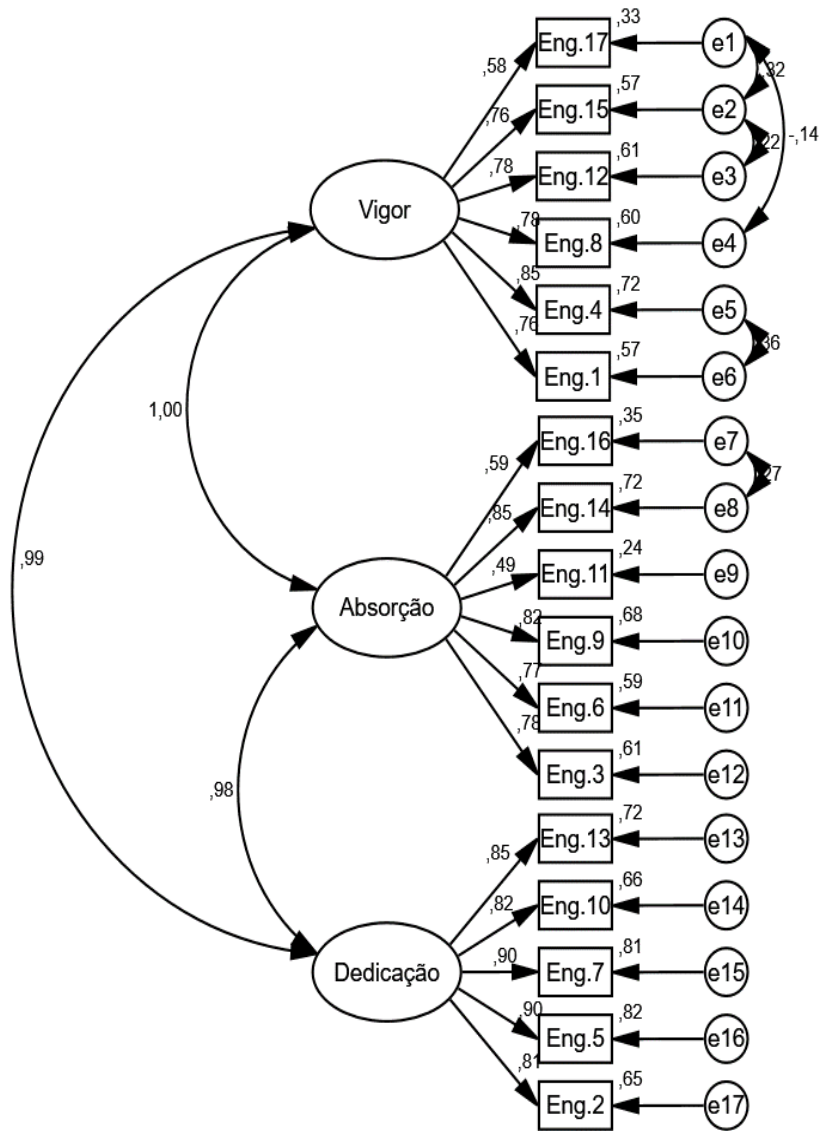 ,33
Eng.17
e1
,58
,32
,57
Eng.15
e2
,76
-,14
,22
,61
Eng.12
e3
,78
Vigor
,60
Eng.8
e4
,78
,72
Eng.4
e5
,85
,36
,57
Eng.1
e6
,76
1,00
,35
Eng.16
e7
,59
,27
,72
Eng.14
e8
,85
,99
,24
Eng.11
e9
,49
Absorção
,68
Eng.9
e10
,82
,59
Eng.6
e11
,77
,61
Eng.3
e12
,78
,98
,72
Eng.13
e13
,85
,66
Eng.10
e14
,82
Dedicação
,81
Eng.7
e15
,90
,82
Eng.5
e16
,90
,65
Eng.2
e17
,81